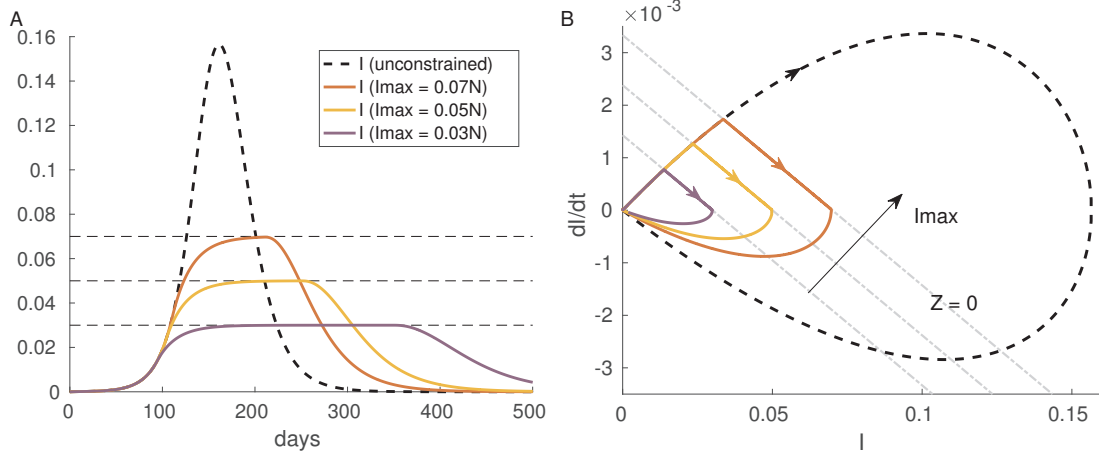 A
0.16
0.14
0.12
0.1
0.08
0.06
0.04
0.02
0
0
100
200
300
400
500
days
I (unconstrained)
I (Imax = 0.07N)
I (Imax = 0.05N)
I (Imax = 0.03N)
B
×10⁻³
3
2
1
0
-1
-2
-3
dI/dt
0
0.05
0.1
0.15
I
Imax
Z = 0